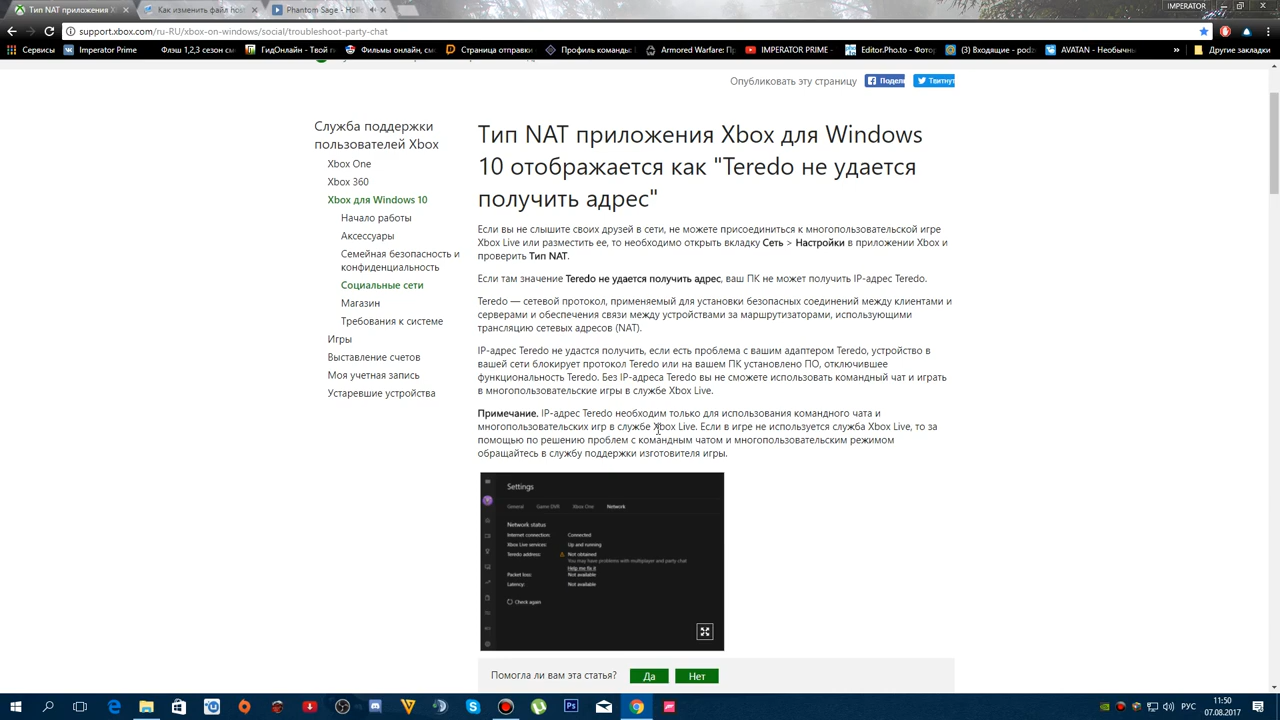 Тип NAT приложения X
Как изменить файл host
Phantom Sage - Holl
IMPERATOR
support.xbox.com/ru-RU/xbox-on-windows/social/troubleshoot-party-chat
Сервисы
Imperator Prime
Флэш 1,2,3 сезон см
ГидОнлайн - Твой г
Фильмы онлайн, см
Страница отправки
Профиль команды
Armored Warfare: П
IMPERATOR PRIME -
Editor.Pho.to - Фотор
(3) Входящие - pod
AVATAN - Необычн
»
Другие закладки
Опубликовать эту страницу
Подел
Твитнут
Служба поддержки
пользователей Xbox
Xbox One
Xbox 360
Xbox для Windows 10
Начало работы
Аксессуары
Семейная безопасность и
конфиденциальность
Социальные сети
Магазин
Требования к системе
Игры
Выставление счетов
Моя учетная запись
Устаревшие устройства
Тип NAT приложения Xbox для Windows
10 отображается как "Teredo не удается
получить адрес"
Если вы не слышите своих друзей в сети, не можете присоединиться к многопользовательской игре
Xbox Live или разместить ее, то необходимо открыть вкладку Сеть > Настройки в приложении Xbox и
проверить Тип NAT.
Если там значение Teredo не удается получить адрес, ваш ПК не может получить IP-адрес Teredo.
Teredo — сетевой протокол, применяемый для установки безопасных соединений между клиентами и
серверами и обеспечения связи между устройствами за маршрутизаторами, использующими
трансляцию сетевых адресов (NAT).
IP-адрес Teredo не удастся получить, если есть проблема с вашим адаптером Teredo, устройство в
вашей сети блокирует протокол Teredo или на вашем ПК установлено ПО, отключившее
функциональность Teredo. Без IP-адреса Teredo вы не сможете использовать командный чат и играть
в многопользовательские игры в службе Xbox Live.
Примечание. IP-адрес Teredo необходим только для использования командного чата и
многопользовательских игр в службе Xbox Live. Если в игре не используется служба Xbox Live, то за
помощью по решению проблем с командным чатом и многопользовательским режимом
обращайтесь в службу поддержки изготовителя игры.
Settings
General
Game DVR
Xbox One
Network
Network status
Internet connection: Connected
Xbox Live services: Up and running
Teredo address: Not obtained
You may have problems with multiplayer and party chat
Help me fix it
Packet loss: Not available
Latency: Not available
Check again
Помогла ли вам эта статья?
Да
Нет
РУС
11:50
07.08.2017